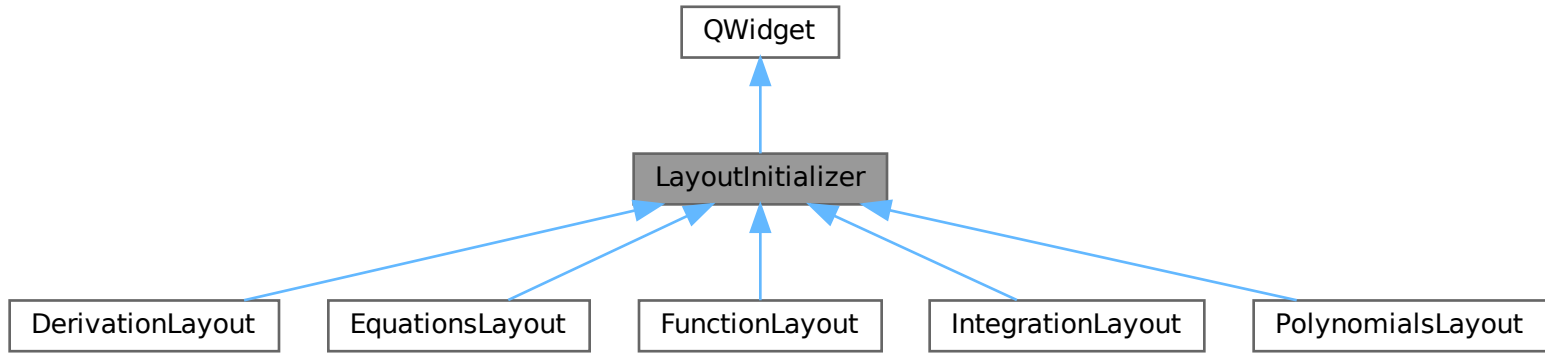 QWidget
LayoutInitializer
DerivationLayout
EquationsLayout
FunctionLayout
IntegrationLayout
PolynomialsLayout